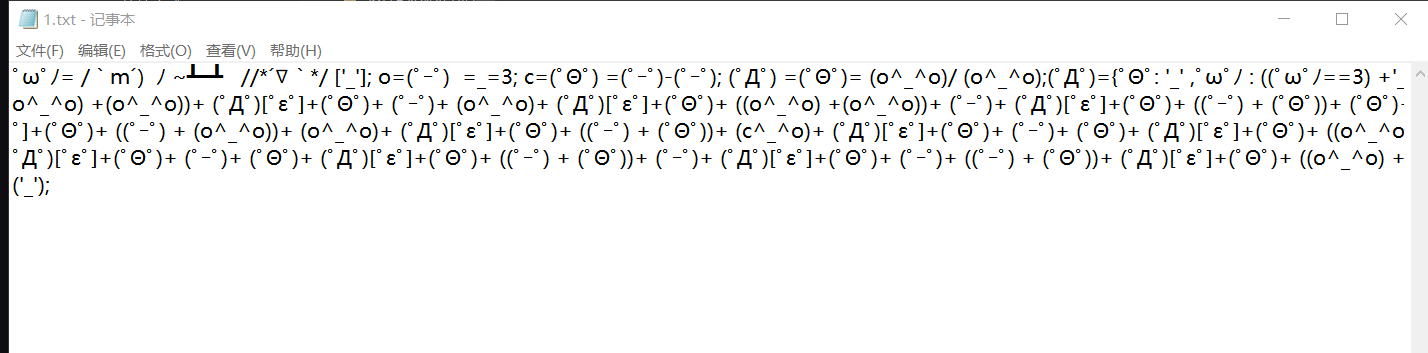 1.txt - 记事本
文件(F) 编辑(E) 格式(O) 查看(V) 帮助(H)
ﾟωﾟﾉ= /｀ｍ´）ﾉ ~┻━┻   //*´∇｀*/ ['_']; o=(ﾟｰﾟ)  =_=3; c=(ﾟΘﾟ) =(ﾟｰﾟ)-(ﾟｰﾟ); (ﾟДﾟ) =(ﾟΘﾟ)= (o^_^o)/ (o^_^o);(ﾟДﾟ)={ﾟΘﾟ: '_' ,ﾟωﾟﾉ : ((ﾟωﾟﾉ==3) +'_
o^_^o) +(o^_^o))+ (ﾟДﾟ)[ﾟεﾟ]+(ﾟΘﾟ)+ (ﾟｰﾟ)+ (o^_^o)+ (ﾟДﾟ)[ﾟεﾟ]+(ﾟΘﾟ)+ ((o^_^o) +(o^_^o))+ (ﾟｰﾟ)+ (ﾟДﾟ)[ﾟεﾟ]+(ﾟΘﾟ)+ ((ﾟｰﾟ) + (ﾟΘﾟ))+ (ﾟΘﾟ)
ﾟ]+(ﾟΘﾟ)+ ((ﾟｰﾟ) + (o^_^o))+ (o^_^o)+ (ﾟДﾟ)[ﾟεﾟ]+(ﾟΘﾟ)+ ((ﾟｰﾟ) + (ﾟΘﾟ))+ (c^_^o)+ (ﾟДﾟ)[ﾟεﾟ]+(ﾟΘﾟ)+ (ﾟｰﾟ)+ (ﾟΘﾟ)+ (ﾟДﾟ)[ﾟεﾟ]+(ﾟΘﾟ)+ ((o^_^o
ﾟДﾟ)[ﾟεﾟ]+(ﾟΘﾟ)+ (ﾟｰﾟ)+ (ﾟΘﾟ)+ (ﾟДﾟ)[ﾟεﾟ]+(ﾟΘﾟ)+ ((ﾟｰﾟ) + (ﾟΘﾟ))+ (ﾟｰﾟ)+ (ﾟДﾟ)[ﾟεﾟ]+(ﾟΘﾟ)+ (ﾟｰﾟ)+ ((ﾟｰﾟ) + (ﾟΘﾟ))+ (ﾟДﾟ)[ﾟεﾟ]+(ﾟΘﾟ)+ ((o^_^o) +
('_');